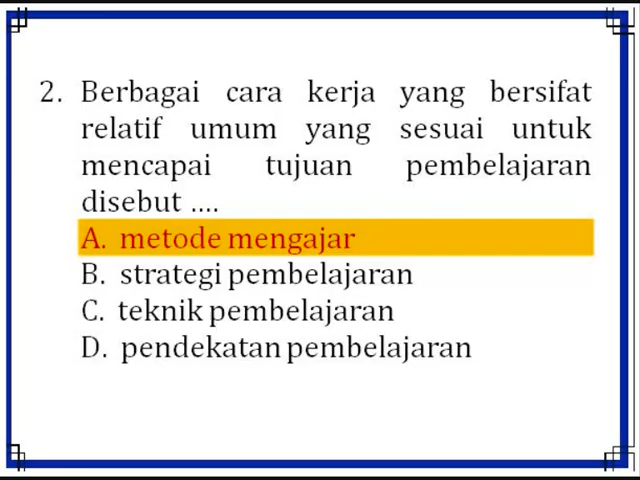 2. Berbagai cara kerja yang bersifat
relatif umum yang sesuai untuk
mencapai tujuan pembelajaran
disebut ....
A. metode mengajar
B. strategi pembelajaran
C. teknik pembelajaran
D. pendekatan pembelajaran